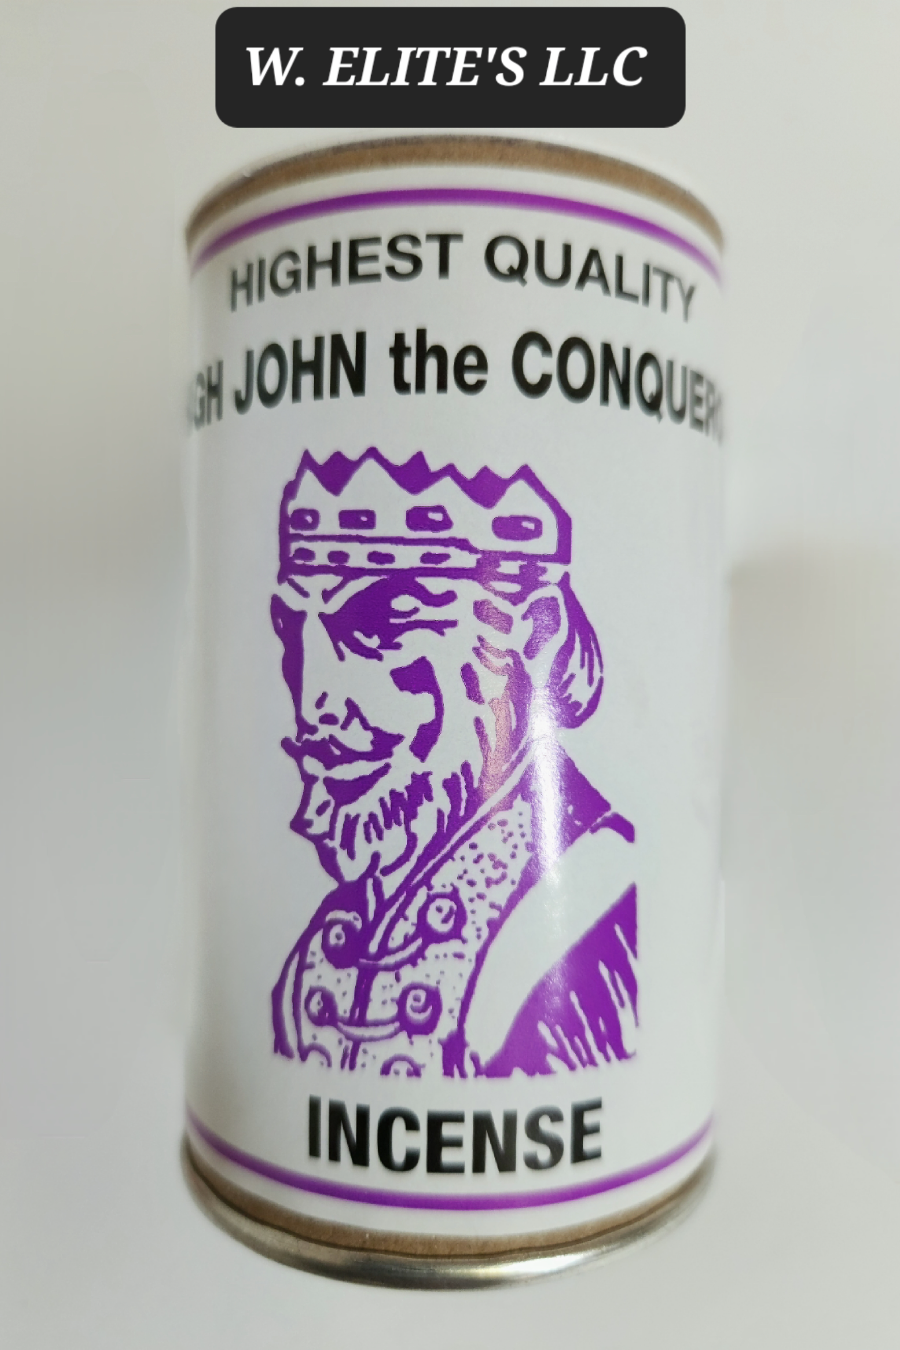 W. ELITE'S LLC
HIGHEST QUALITY
JOHN the CONQUER
INCENSE